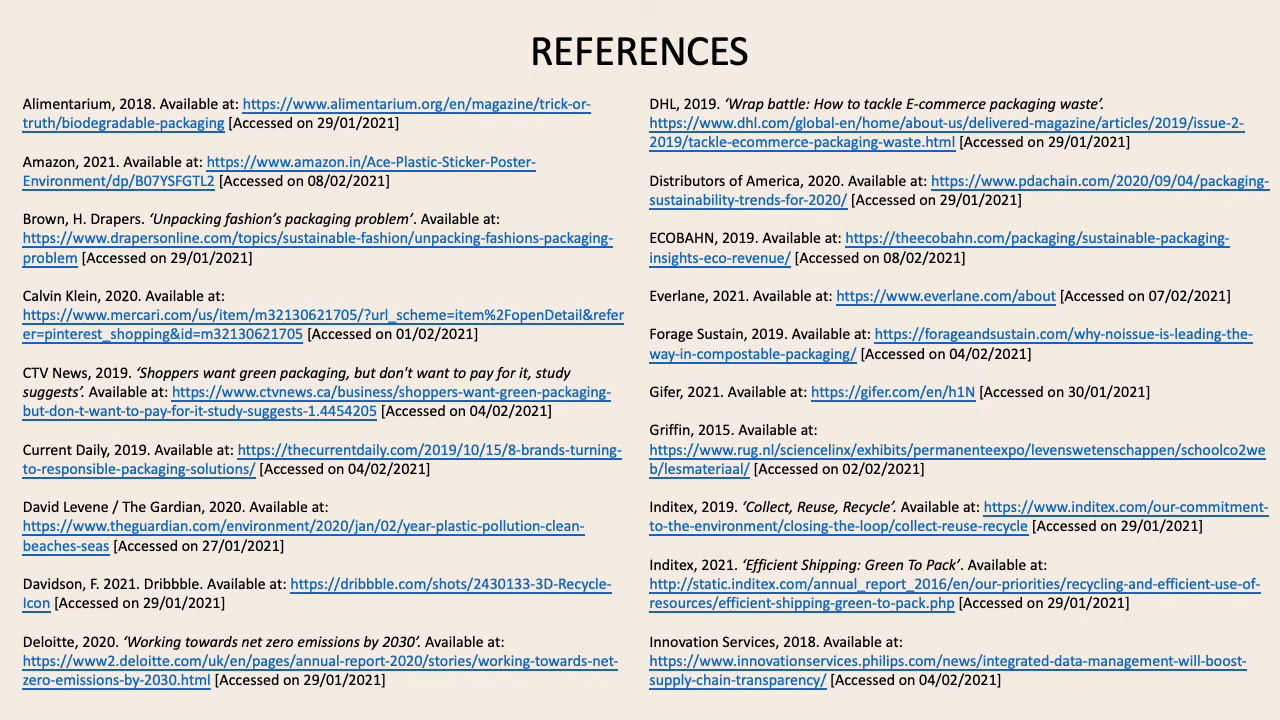 REFERENCES
Alimentarium, 2018. Available at: https://www.alimentarium.org/en/magazine/trick-or-
truth/biodegradable-packaging [Accessed on 29/01/2021]
Amazon, 2021. Available at: https://www.amazon.in/Ace-Plastic-Sticker-Poster-
Environment/dp/B07YSFGTL2 [Accessed on 08/02/2021]
Brown, H. Drapers. ‘Unpacking fashion’s packaging problem’. Available at:
https://www.drapersonline.com/topics/sustainable-fashion/unpacking-fashions-packaging-
problem [Accessed on 29/01/2021]
Calvin Klein, 2020. Available at:
https://www.mercari.com/us/item/m32130621705/?url_scheme=item%2FopenDetail&refer
er=pinterest_shopping&id=m32130621705 [Accessed on 01/02/2021]
CTV News, 2019. ‘Shoppers want green packaging, but don't want to pay for it, study
suggests’. Available at: https://www.ctvnews.ca/business/shoppers-want-green-packaging-
but-don-t-want-to-pay-for-it-study-suggests-1.4454205 [Accessed on 04/02/2021]
Current Daily, 2019. Available at: https://thecurrentdaily.com/2019/10/15/8-brands-turning-
to-responsible-packaging-solutions/ [Accessed on 04/02/2021]
David Levene / The Gardian, 2020. Available at:
https://www.theguardian.com/environment/2020/jan/02/year-plastic-pollution-clean-
beaches-seas [Accessed on 27/01/2021]
Davidson, F. 2021. Dribbble. Available at: https://dribbble.com/shots/2430133-3D-Recycle-
Icon [Accessed on 29/01/2021]
Deloitte, 2020. ‘Working towards net zero emissions by 2030’. Available at:
https://www2.deloitte.com/uk/en/pages/annual-report-2020/stories/working-towards-net-
zero-emissions-by-2030.html [Accessed on 29/01/2021]
DHL, 2019. ‘Wrap battle: How to tackle E-commerce packaging waste’.
https://www.dhl.com/global-en/home/about-us/delivered-magazine/articles/2019/issue-2-
2019/tackle-ecommerce-packaging-waste.html [Accessed on 29/01/2021]
Distributors of America, 2020. Available at: https://www.pdachain.com/2020/09/04/packaging-
sustainability-trends-for-2020/ [Accessed on 29/01/2021]
ECOBAHN, 2019. Available at: https://theecobahn.com/packaging/sustainable-packaging-
insights-eco-revenue/ [Accessed on 08/02/2021]
Everlane, 2021. Available at: https://www.everlane.com/about [Accessed on 07/02/2021]
Forage Sustain, 2019. Available at: https://forageandsustain.com/why-noissue-is-leading-the-
way-in-compostable-packaging/ [Accessed on 04/02/2021]
Gifer, 2021. Available at: https://gifer.com/en/h1N [Accessed on 30/01/2021]
Griffin, 2015. Available at:
https://www.rug.nl/sciencelinx/exhibits/permanenteexpo/levenswetenschappen/schoolco2we
b/lesmateriaal/ [Accessed on 02/02/2021]
Inditex, 2019. ‘Collect, Reuse, Recycle’. Available at: https://www.inditex.com/our-commitment-
to-the-environment/closing-the-loop/collect-reuse-recycle [Accessed on 29/01/2021]
Inditex, 2021. ‘Efficient Shipping: Green To Pack’. Available at:
http://static.inditex.com/annual_report_2016/en/our-priorities/recycling-and-efficient-use-of-
resources/efficient-shipping-green-to-pack.php [Accessed on 29/01/2021]
Innovation Services, 2018. Available at:
https://www.innovationservices.philips.com/news/integrated-data-management-will-boost-
supply-chain-transparency/ [Accessed on 04/02/2021]